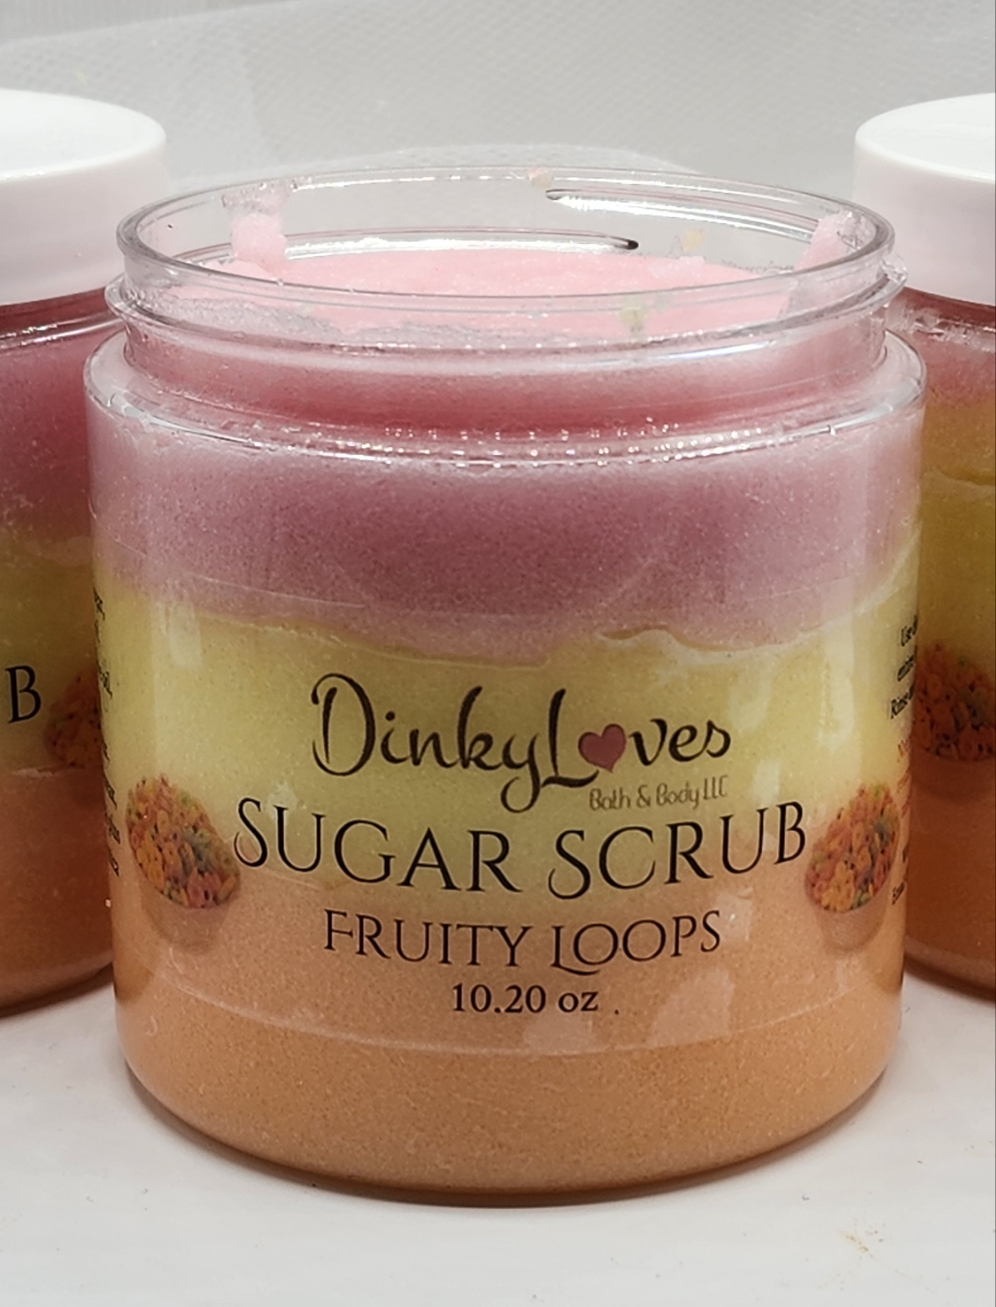 DinkyLoves
Bath & Body LLC
SUGAR SCRUB
FRUITY LOOPS
10.20 oz .
B